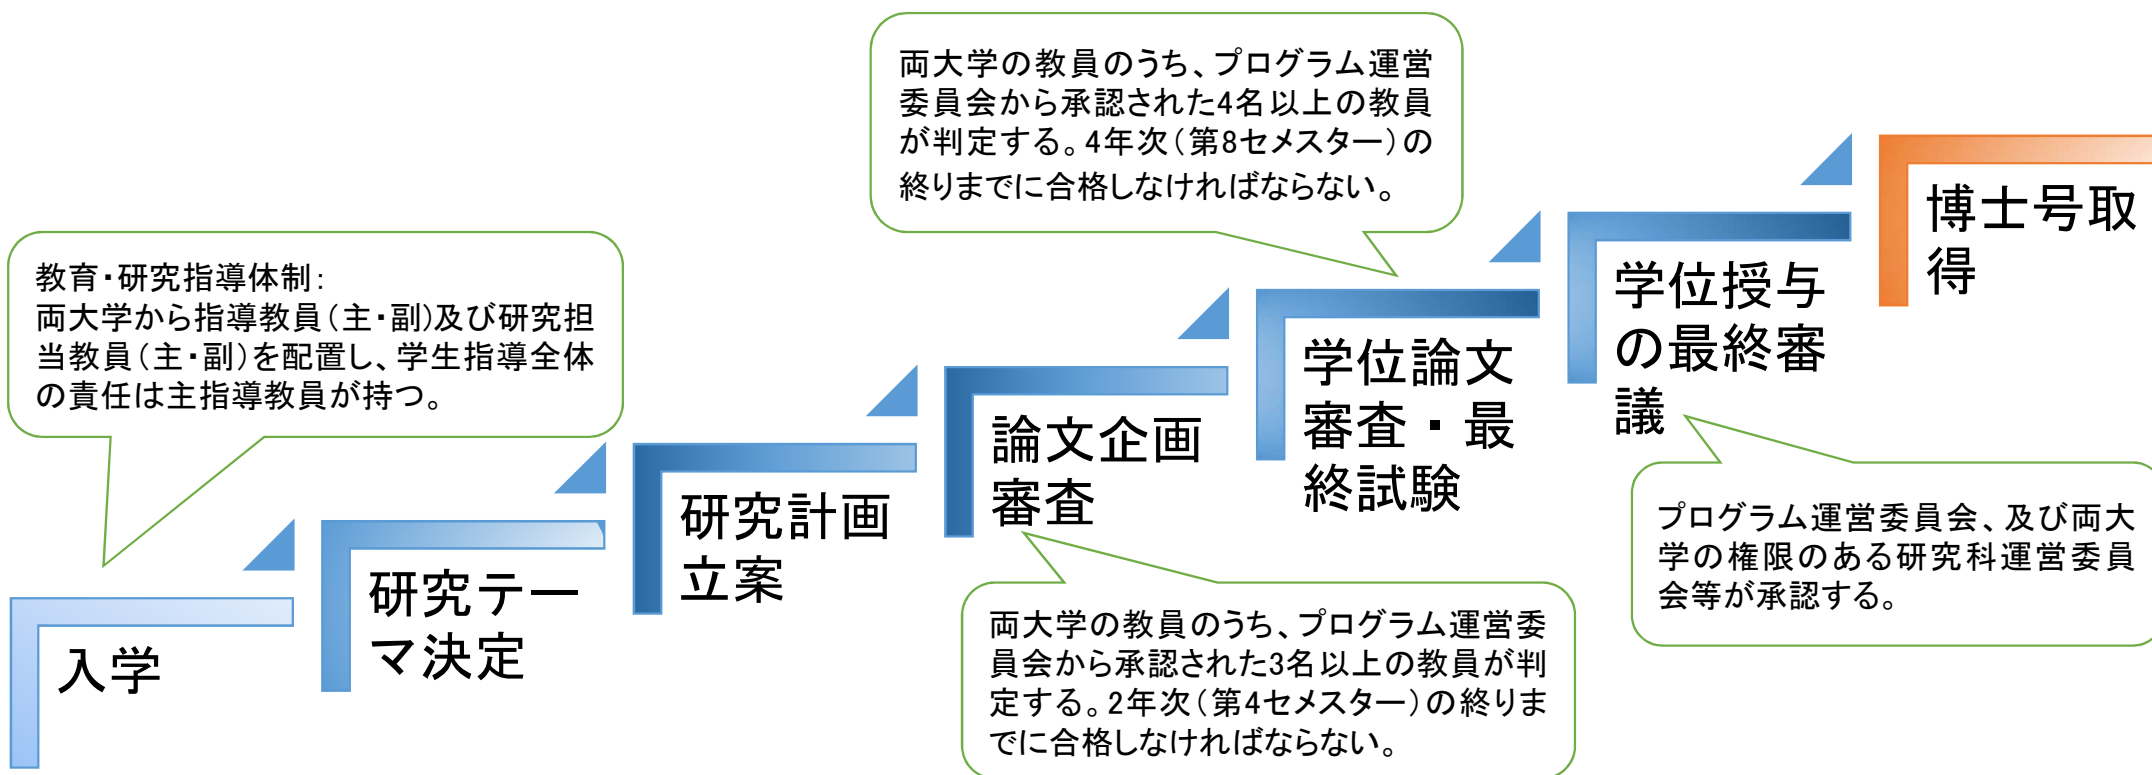 教育・研究指導体制：
両大学から指導教員（主・副）及び研究担
当教員（主・副）を配置し、学生指導全体
の責任は主指導教員が持つ。
入学
研究テー
マ決定
研究計画
立案
論文企画
審査
両大学の教員のうち、プログラム運営委
員会から承認された3名以上の教員が判
定する。2年次（第4セメスター）の終りま
でに合格しなければならない。
両大学の教員のうち、プログラム運営
委員会から承認された4名以上の教員
が判定する。4年次（第8セメスター）の
終りまでに合格しなければならない。
学位論文
審査・最
終試験
学位授与
の最終審
議
プログラム運営委員会、及び両大
学の権限のある研究科運営委員
会等が承認する。
博士号取
得